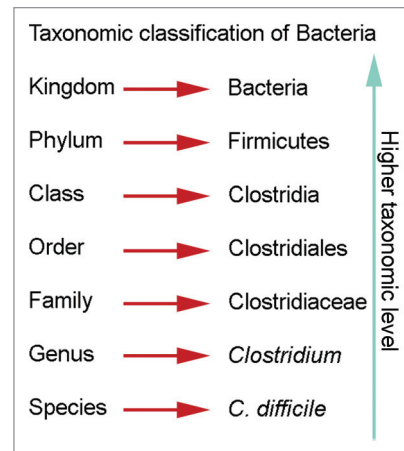 Taxonomic classification of Bacteria
Kingdom Bacteria
Phylum Firmicutes
Class Clostridia
Order Clostridiales
Family Clostridiaceae
Genus Clostridium
Species C. difficile
Higher taxonomic level